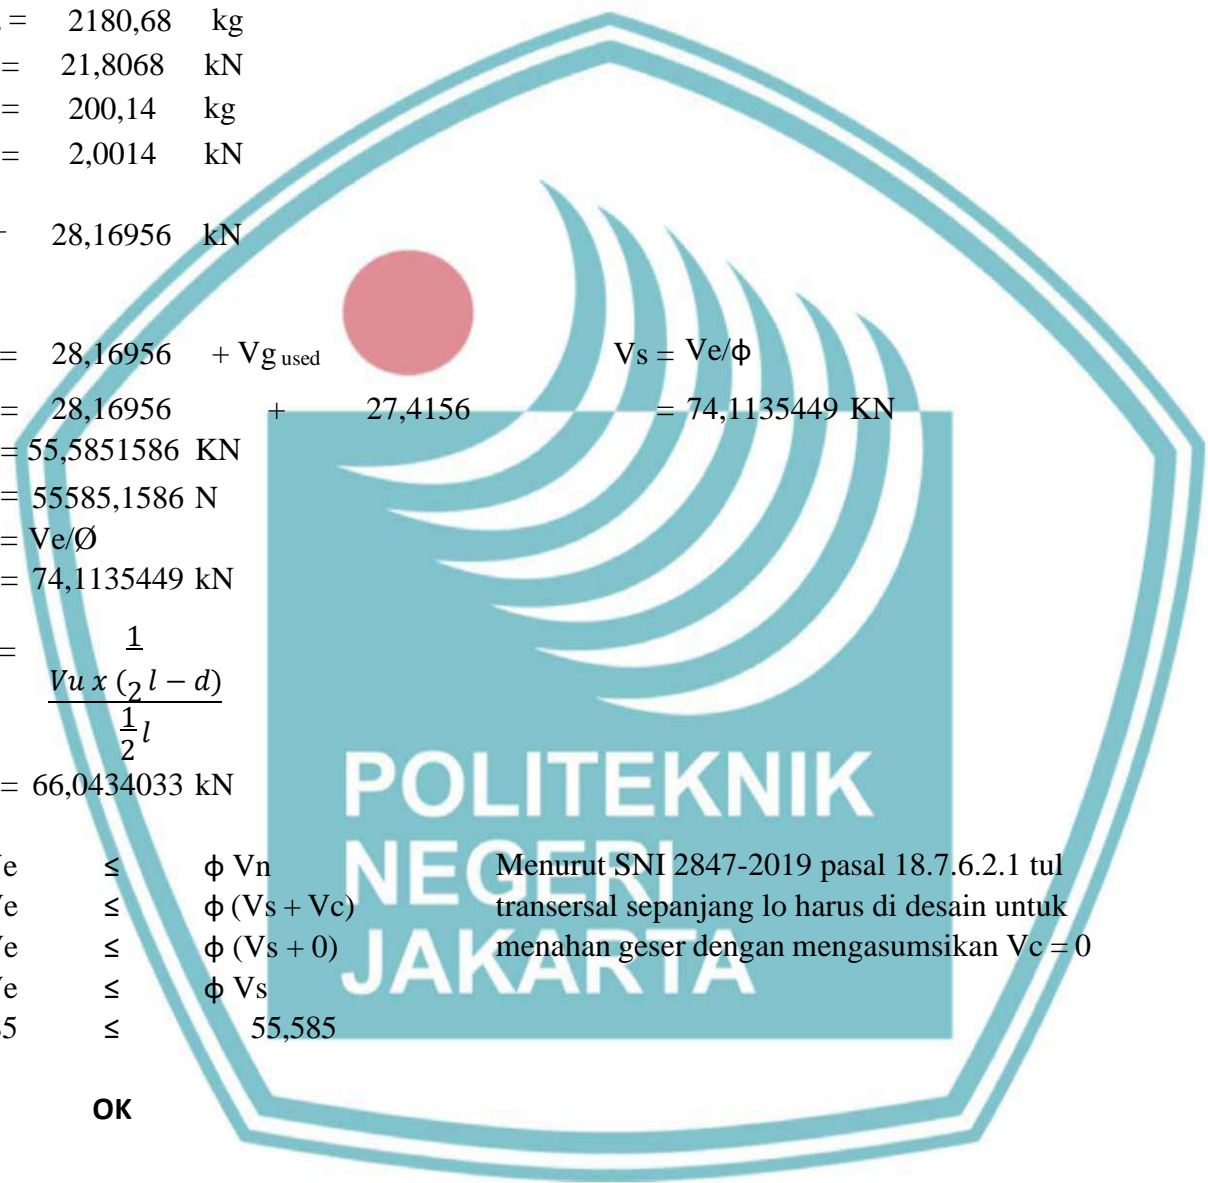 = 2180,68 kg
= 21,8068 kN
= 200,14 kg
= 2,0014 kN
28,16956 kN
= 28,16956 + Vg used Vs = Ve/ϕ
= 28,16956 + 27,4156 = 74,1135449 KN
= 55,5851586 KN
= 55585,1586 N
= Ve/Ø
= 74,1135449 kN
= 1
Vu x (2 l − d)
1
2 l
= 66,0434033 kN
POLITEKNIK
NEGERI
JAKARTA
e ≤ ϕ Vn Menurut SNI 2847-2019 pasal 18.7.6.2.1 tul
e ≤ ϕ (Vs + Vc) transersal sepanjang lo harus di desain untuk
e ≤ ϕ (Vs + 0) menahan geser dengan mengasumsikan Vc = 0
e ≤ ϕ Vs
5 ≤ 55,585
OK